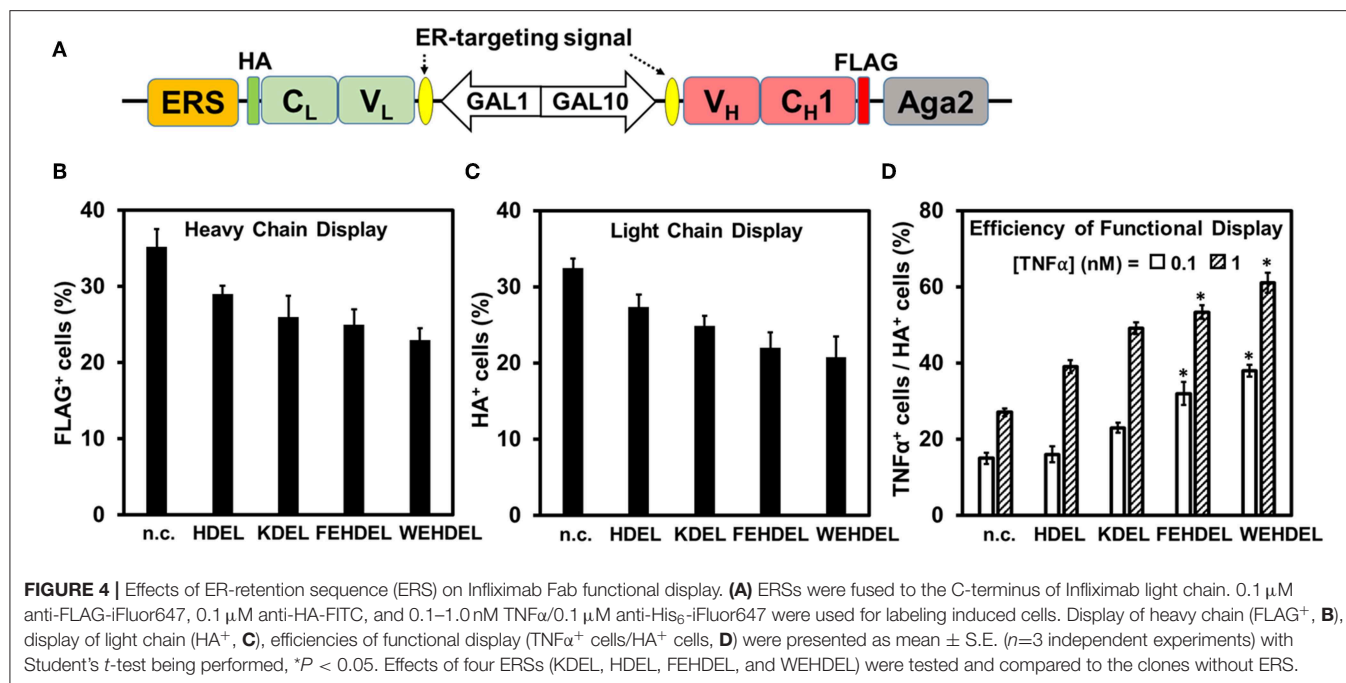 A
ER-targeting signal
HA
FLAG
ERS
CL
VL
GAL1
GAL10
VH
CH1
Aga2
B
Heavy Chain Display
FLAG+ cells (%)
40
30
20
10
0
n.c. HDEL KDEL FEHDEL WEHDEL
C
Light Chain Display
HA+ cells (%)
40
30
20
10
0
n.c. HDEL KDEL FEHDEL WEHDEL
D
Efficiency of Functional Display
[TNFα] (nM) = 0.1 1
TNFα+ cells / HA+ cells (%)
80
60
40
20
0
* * * *
n.c. HDEL KDEL FEHDEL WEHDEL
FIGURE 4 | Effects of ER-retention sequence (ERS) on Infliximab Fab functional display. (A) ERSs were fused to the C-terminus of Infliximab light chain. 0.1 μM
anti-FLAG-iFluor647, 0.1 μM anti-HA-FITC, and 0.1–1.0 nM TNFα/0.1 μM anti-His6-iFluor647 were used for labeling induced cells. Display of heavy chain (FLAG+, B),
display of light chain (HA+, C), efficiencies of functional display (TNFα+ cells/HA+ cells, D) were presented as mean ± S.E. (n=3 independent experiments) with
Student's t-test being performed, *P < 0.05. Effects of four ERSs (KDEL, HDEL, FEHDEL, and WEHDEL) were tested and compared to the clones without ERS.